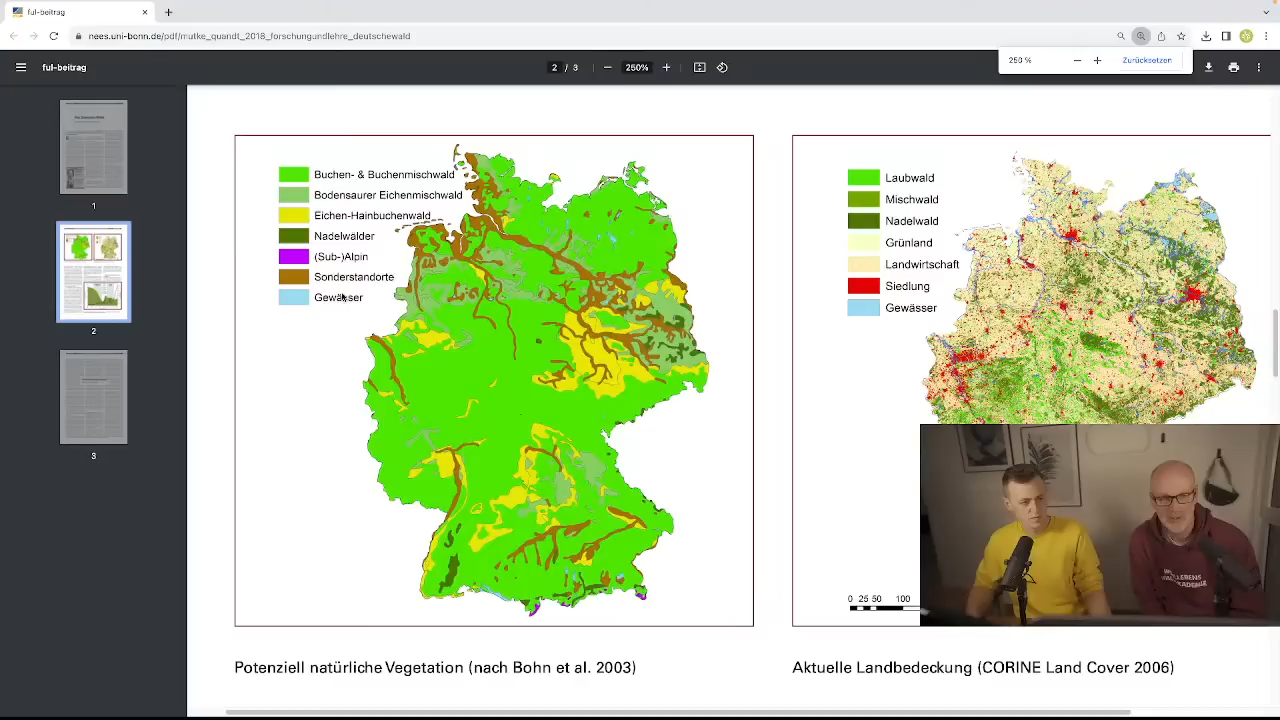 ful-beitrag
nees.uni-bonn.de/pdf/mutke_quandt_2018_forschungundlehre_deutschewald
ful-beitrag
2 / 3
250%
250 %
Zurücksetzen
1
2
3
Buchen- & Buchenmischwald
Bodensaurer Eichenmischwald
Eichen-Hainbuchenwald
Nadelwälder
(Sub-)Alpin
Sonderstandorte
Gewässer
Laubwald
Mischwald
Nadelwald
Grünland
Landwirtschaft
Siedlung
Gewässer
0 25 50 100
Potenziell natürliche Vegetation (nach Bohn et al. 2003)
Aktuelle Landbedeckung (CORINE Land Cover 2006)